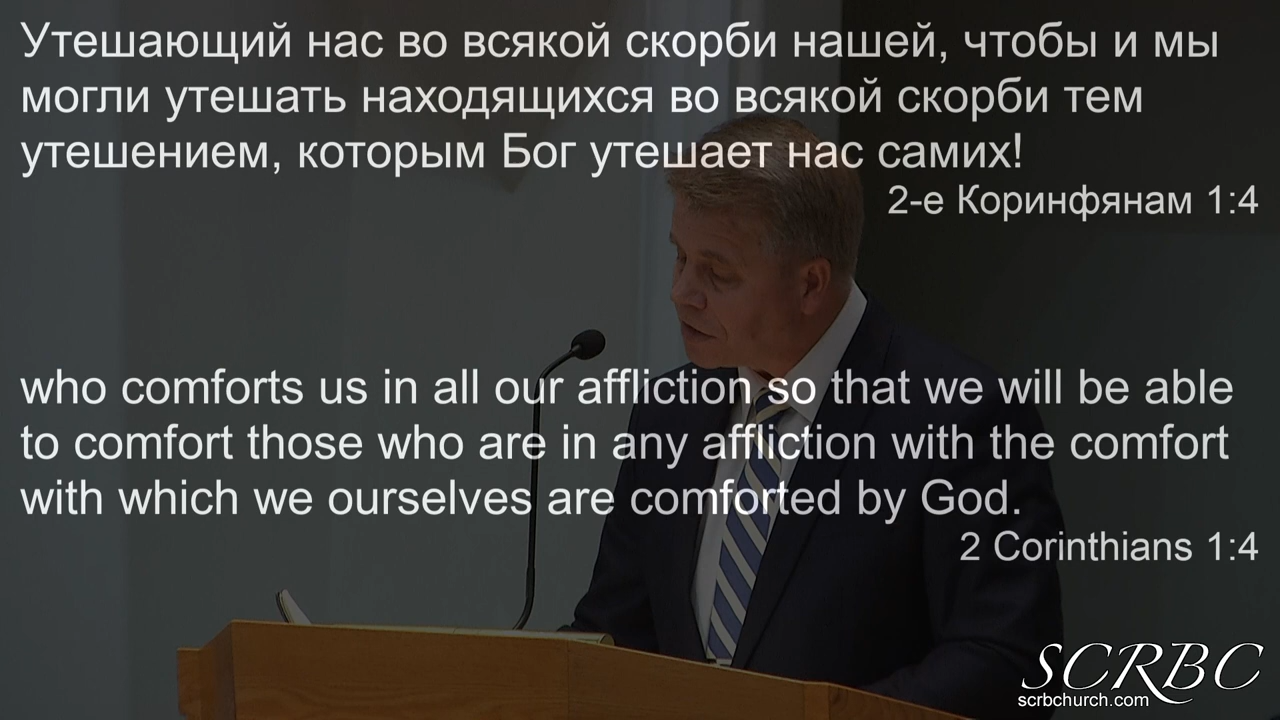 Утешающий нас во всякой скорби нашей, чтобы и мы
могли утешать находящихся во всякой скорби тем
утешением, которым Бог утешает нас самих!
2-е Коринфянам 1:4
who comforts us in all our affliction so that we will be able
to comfort those who are in any affliction with the comfort
with which we ourselves are comforted by God.
2 Corinthians 1:4
SCRBC
scrbchurch.com